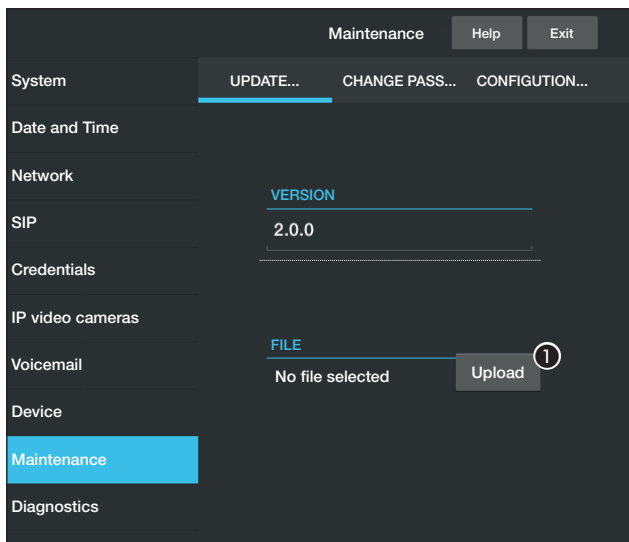 Maintenance Help Exit
System
UPDATE... CHANGE PASS... CONFIGUTION...
Date and Time
Network
VERSION
SIP
2.0.0
Credentials
IP video cameras
FILE
1
Voicemail
No file selected Upload
Device
Maintenance
Diagnostics